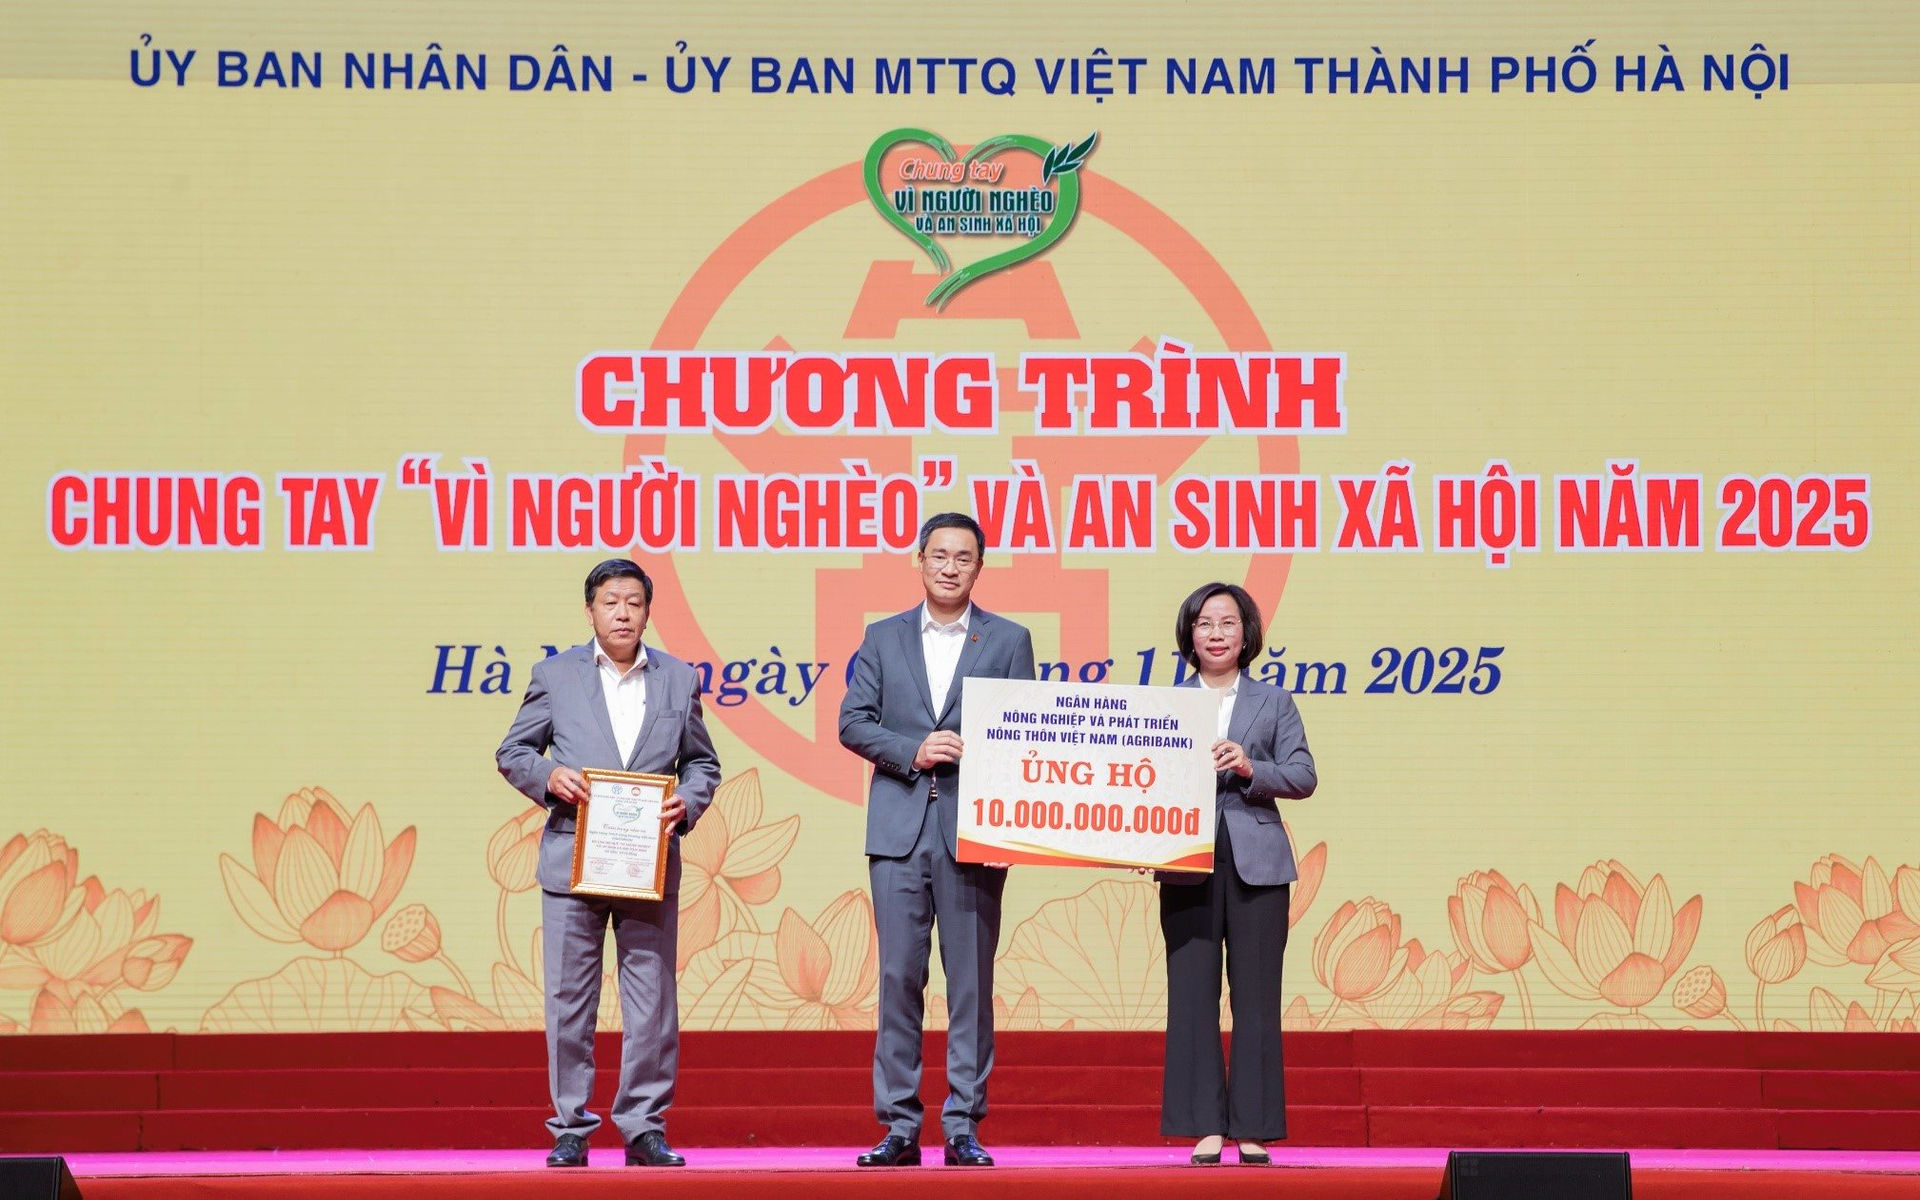 ỦY BAN NHÂN DÂN - ỦY BAN MTTQ VIỆT NAM THÀNH PHỐ HÀ NỘI
Chung tay
VÌ NGƯỜI NGHÈO
VÀ AN SINH XÃ HỘI
CHƯƠNG TRÌNH
CHUNG TAY “VÌ NGƯỜI NGHÈO” VÀ AN SINH XÃ HỘI NĂM 2025
Hà ngày 11 năm 2025
NGÂN HÀNG
NÔNG NGHIỆP VÀ PHÁT TRIỂN
NÔNG THÔN VIỆT NAM (AGRIBANK)
ỦNG HỘ
10.000.000.000đ